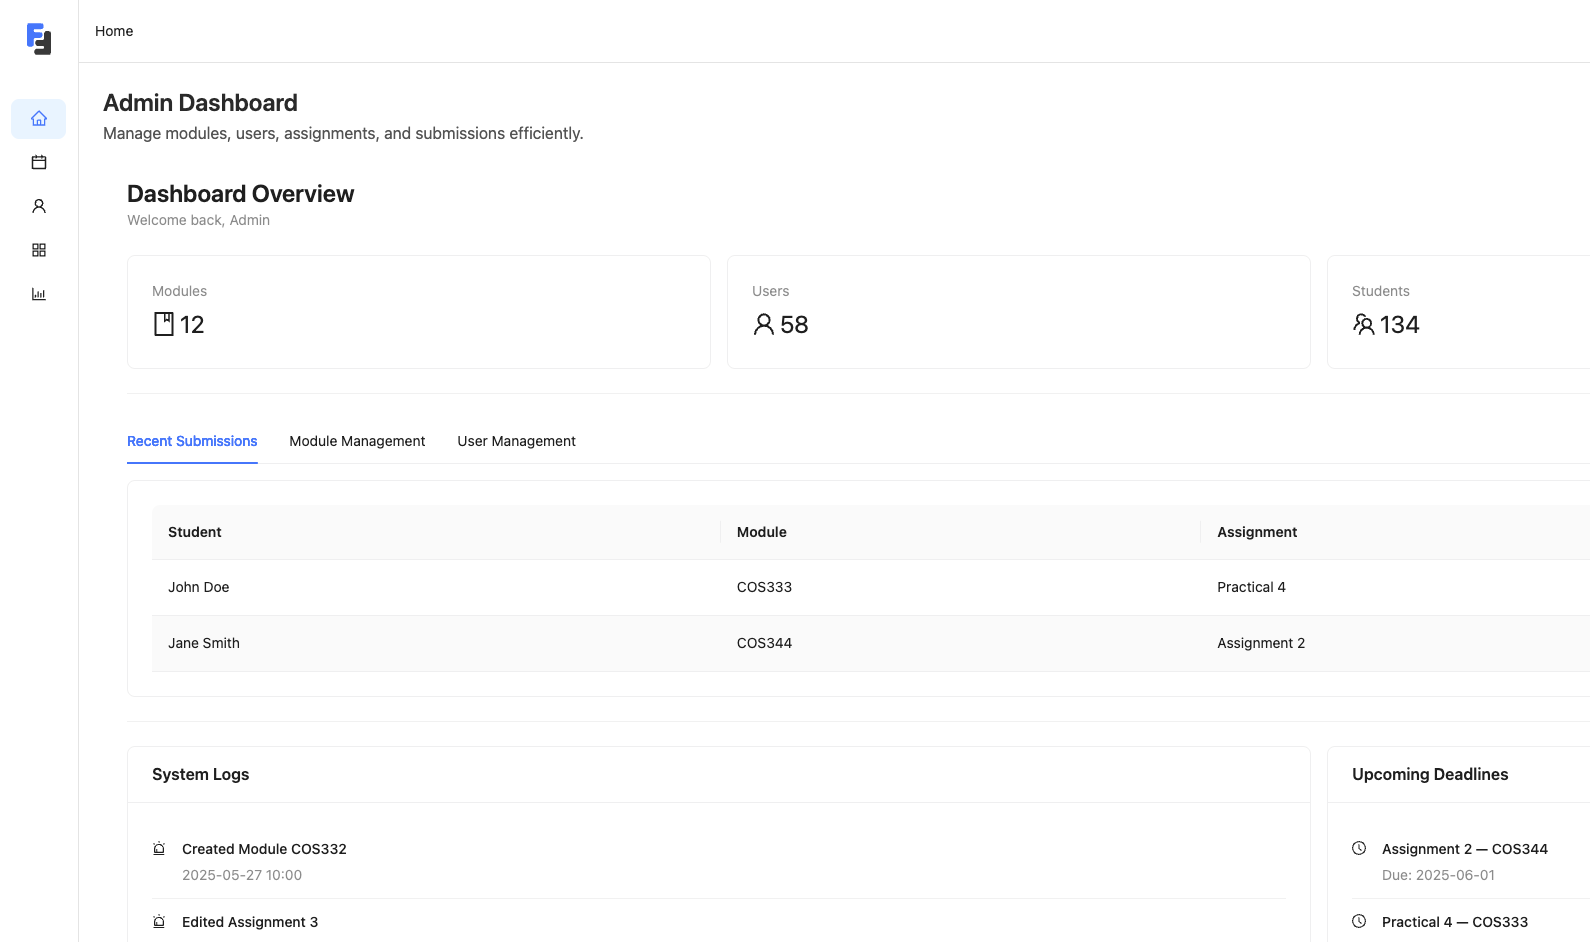 Home
Admin Dashboard
Manage modules, users, assignments, and submissions efficiently.
Dashboard Overview
Welcome back, Admin
Modules
12
Users
58
Students
134
Recent Submissions
Module Management
User Management
Student Module Assignment
John Doe COS333 Practical 4
Jane Smith COS344 Assignment 2
System Logs
Created Module COS332
2025-05-27 10:00
Edited Assignment 3
Upcoming Deadlines
Assignment 2 — COS344
Due: 2025-06-01
Practical 4 — COS333